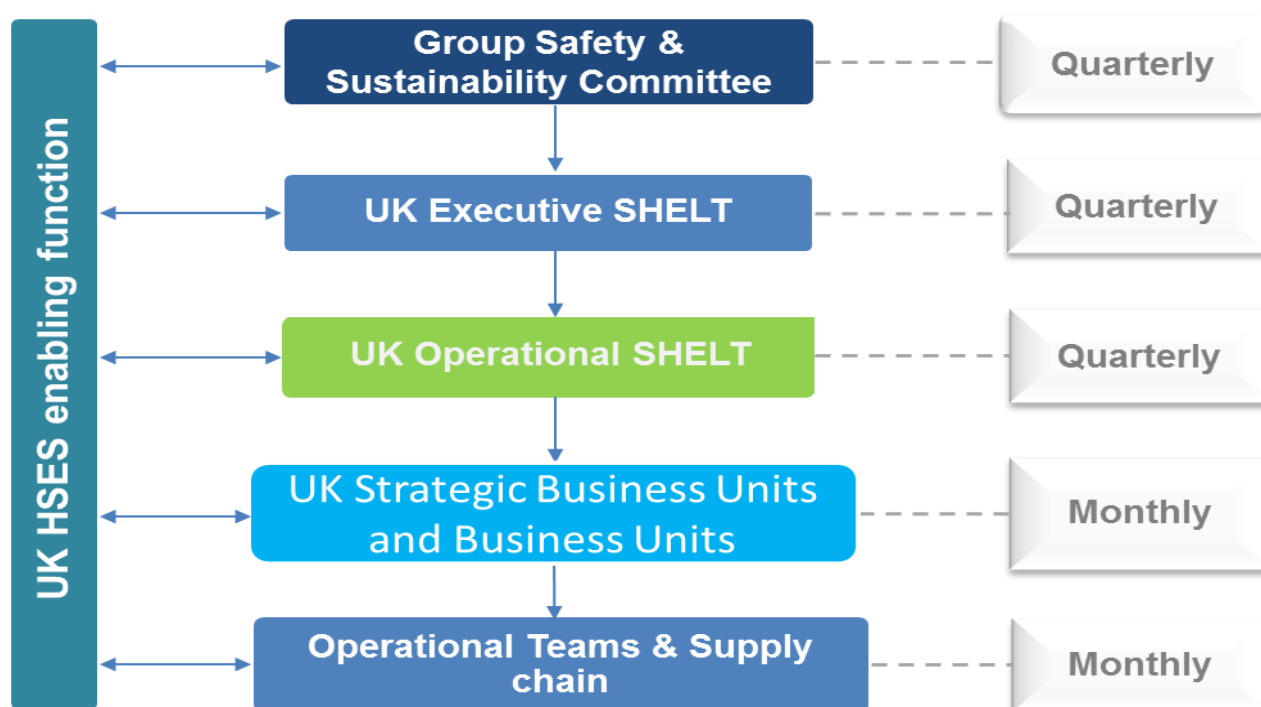 UK HSES enabling function
Group Safety &
Sustainability Committee
Quarterly
UK Executive SHELT
Quarterly
UK Operational SHELT
Quarterly
UK Strategic Business Units
and Business Units
Monthly
Operational Teams & Supply
chain
Monthly